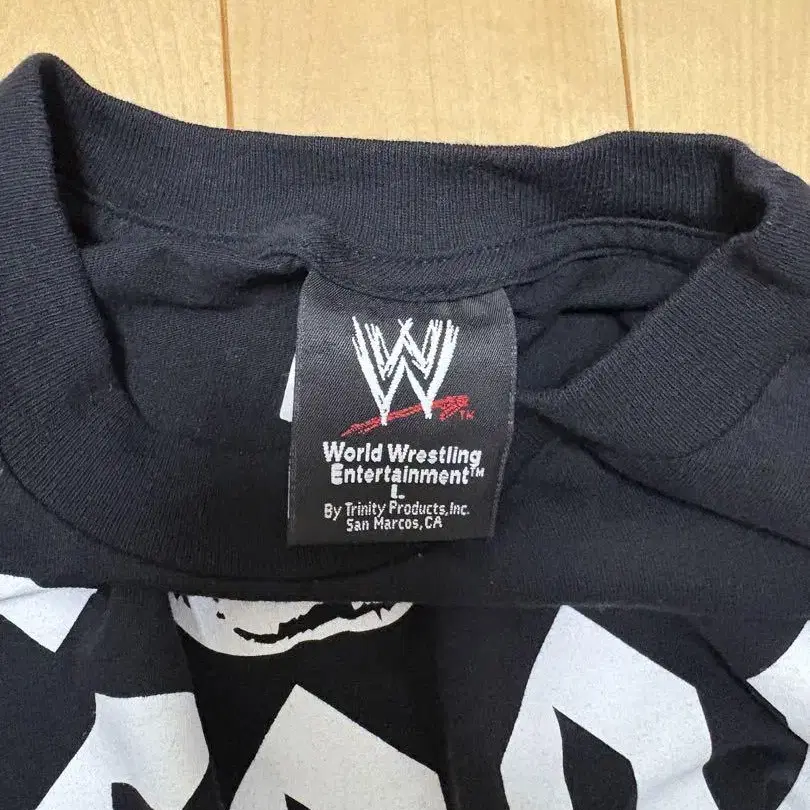 W TM
World Wrestling
Entertainment™
L
By Trinity Products, Inc.
San Marcos, CA